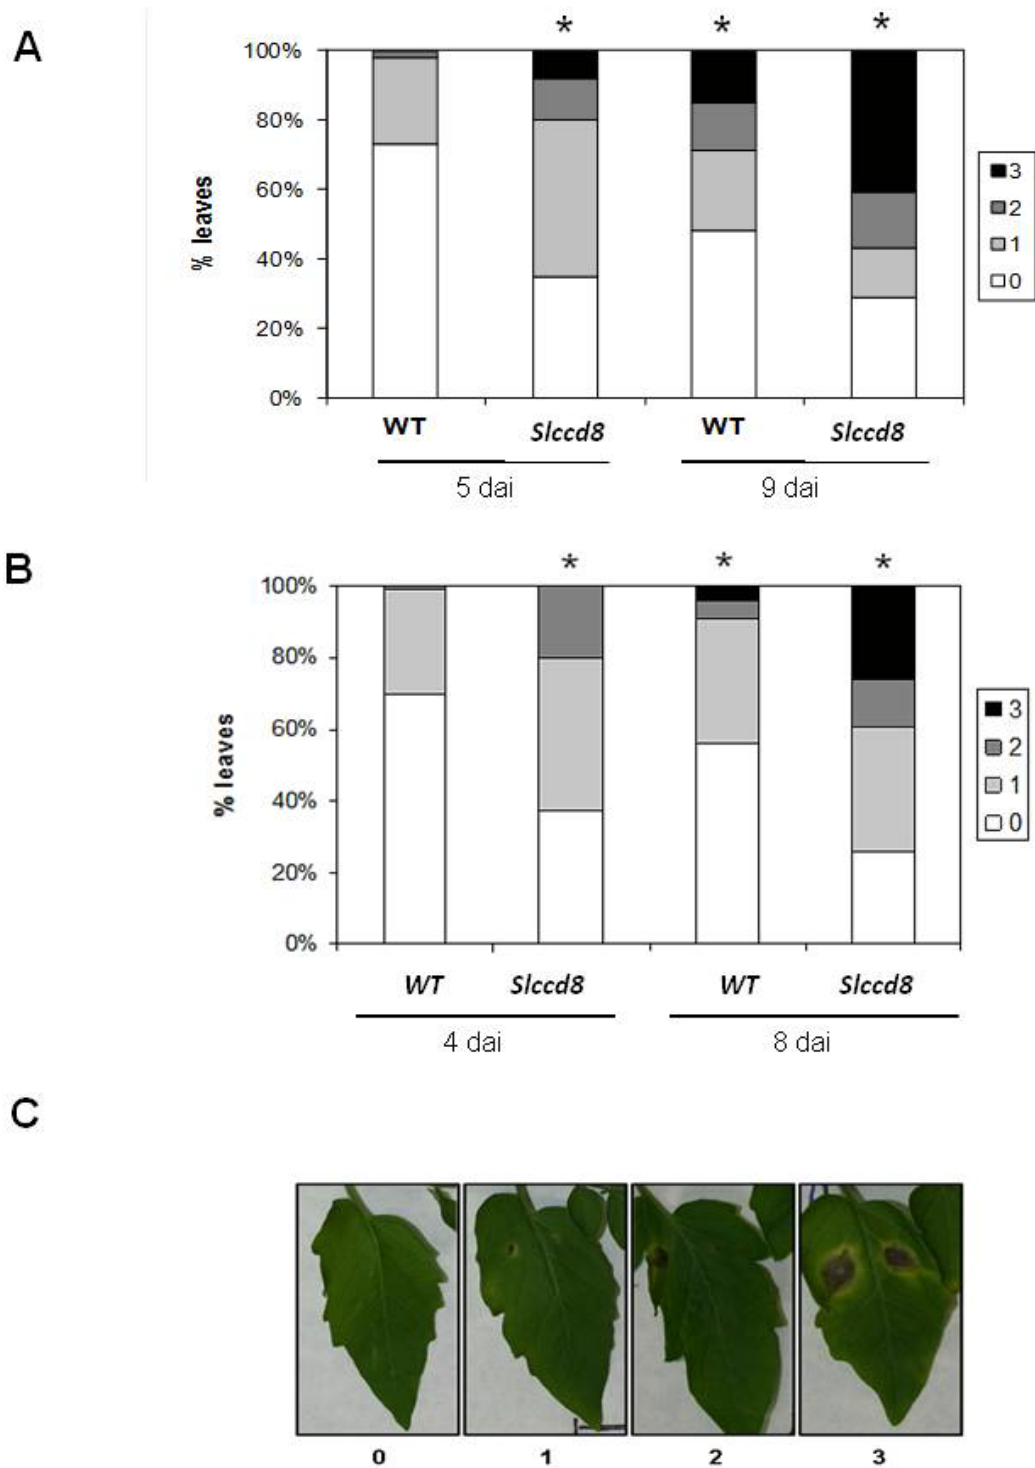 A
* * *
100%
80%
60%
40%
20%
0%
% leaves
3
2
1
0
WT Slccd8 WT Slccd8
5 dai 9 dai
B
* * *
100%
80%
60%
40%
20%
0%
% leaves
3
2
1
0
WT Slccd8 WT Slccd8
4 dai 8 dai
C
0 1 2 3